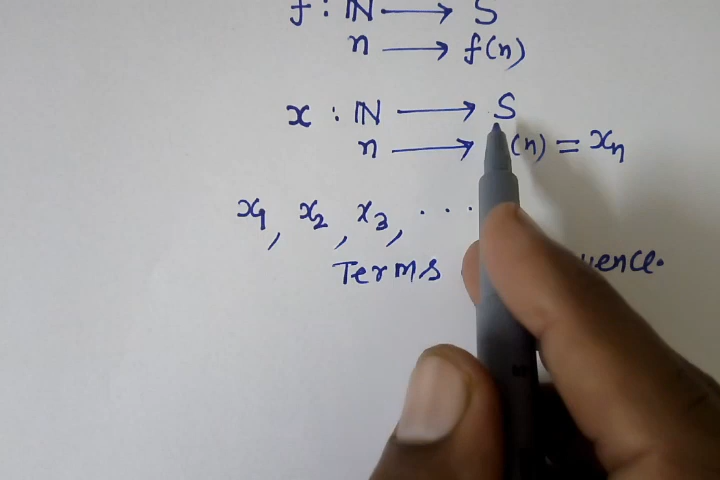 f : ℕ ⟶ S
n ⟶ f(n)
x : ℕ ⟶ S
n ⟶ (n) = xₙ
x₁, x₂, x₃, ...
Terms